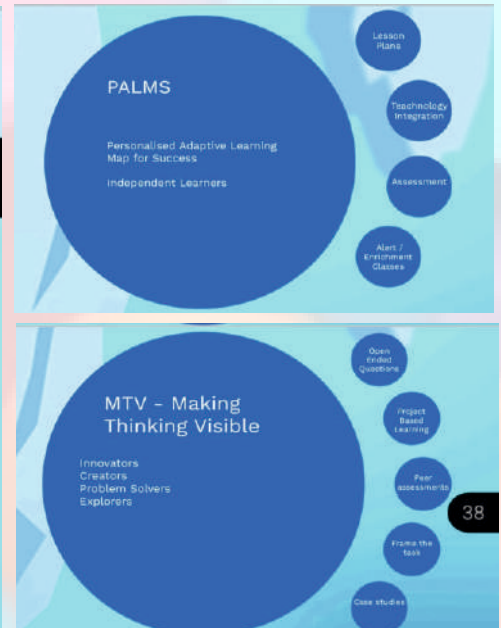 PALMS
Personalised Adaptive Learning
Map for Success
Independent Learners
Lesson
Plans
Teachnology
Integration
Assessment
Alert /
Enrichment
Classes
MTV - Making
Thinking Visible
Innovators
Creators
Problem Solvers
Explorers
Open
Ended
Questions
Project
Based
Learning
Peer
assessments
Frame the
task
Case studies
38